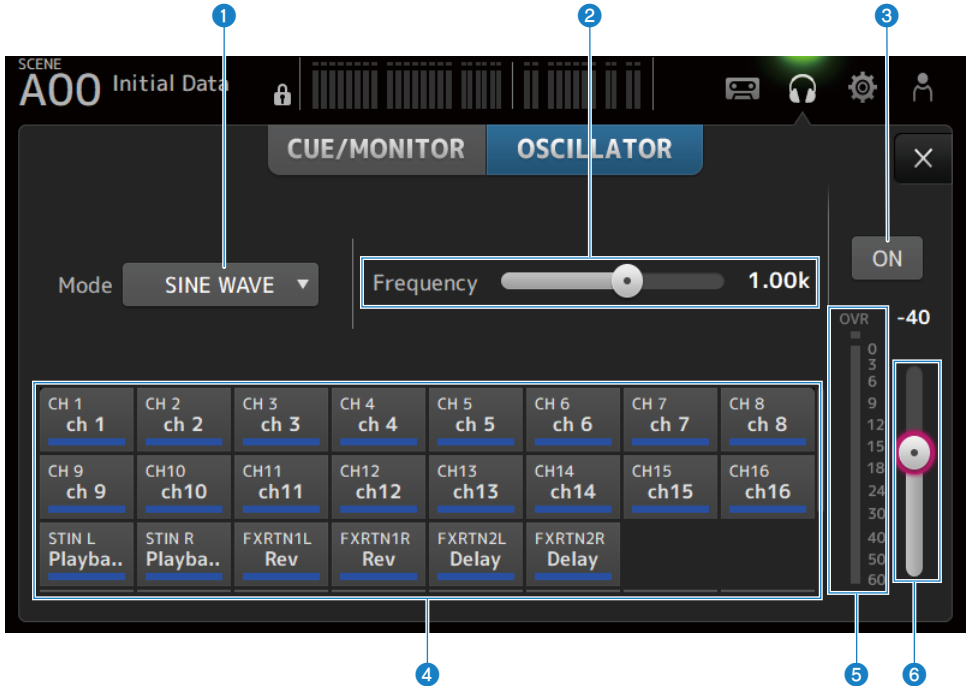 1 2 3
SCENE
A00 Initial Data
CUE/MONITOR OSCILLATOR
ON
Mode SINE WAVE Frequency 1.00k
OVR -40
0
3
6
9
12
15
18
24
30
40
50
60
CH 1 CH 2 CH 3 CH 4 CH 5 CH 6 CH 7 CH 8
ch 1 ch 2 ch 3 ch 4 ch 5 ch 6 ch 7 ch 8
CH 9 CH10 CH11 CH12 CH13 CH14 CH15 CH16
ch 9 ch10 ch11 ch12 ch13 ch14 ch15 ch16
STIN L STIN R FXRTN1L FXRTN1R FXRTN2L FXRTN2R
Playba.. Playba.. Rev Rev Delay Delay
4 5 6